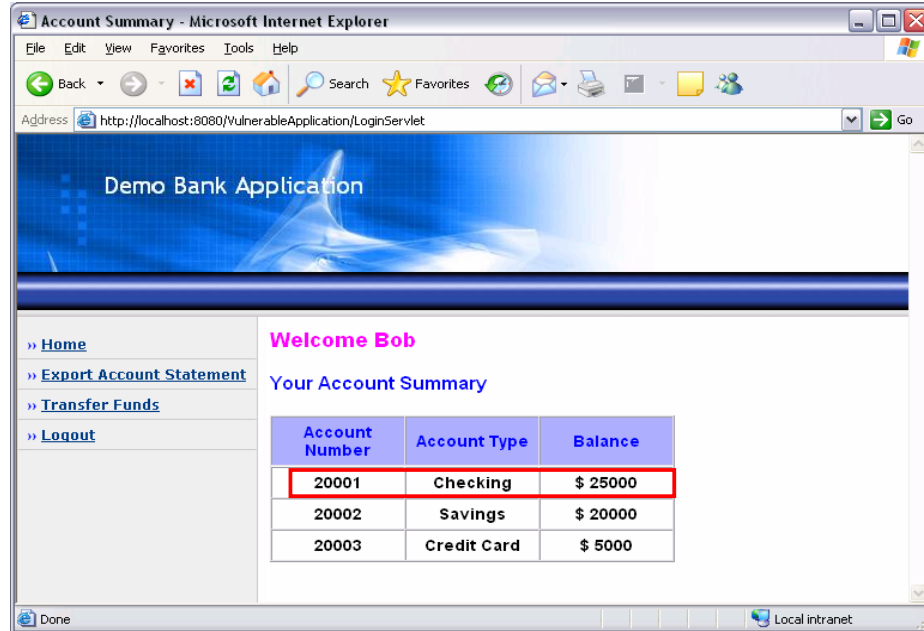 Account Summary - Microsoft Internet Explorer
File Edit View Favorites Tools Help
Back Search Favorites
Address http://localhost:8080/VulnerableApplication/LoginServlet Go
Demo Bank Application
» Home
» Export Account Statement
» Transfer Funds
» Logout
Welcome Bob
Your Account Summary
Account Number Account Type Balance
20001 Checking $ 25000
20002 Savings $ 20000
20003 Credit Card $ 5000
Done Local intranet